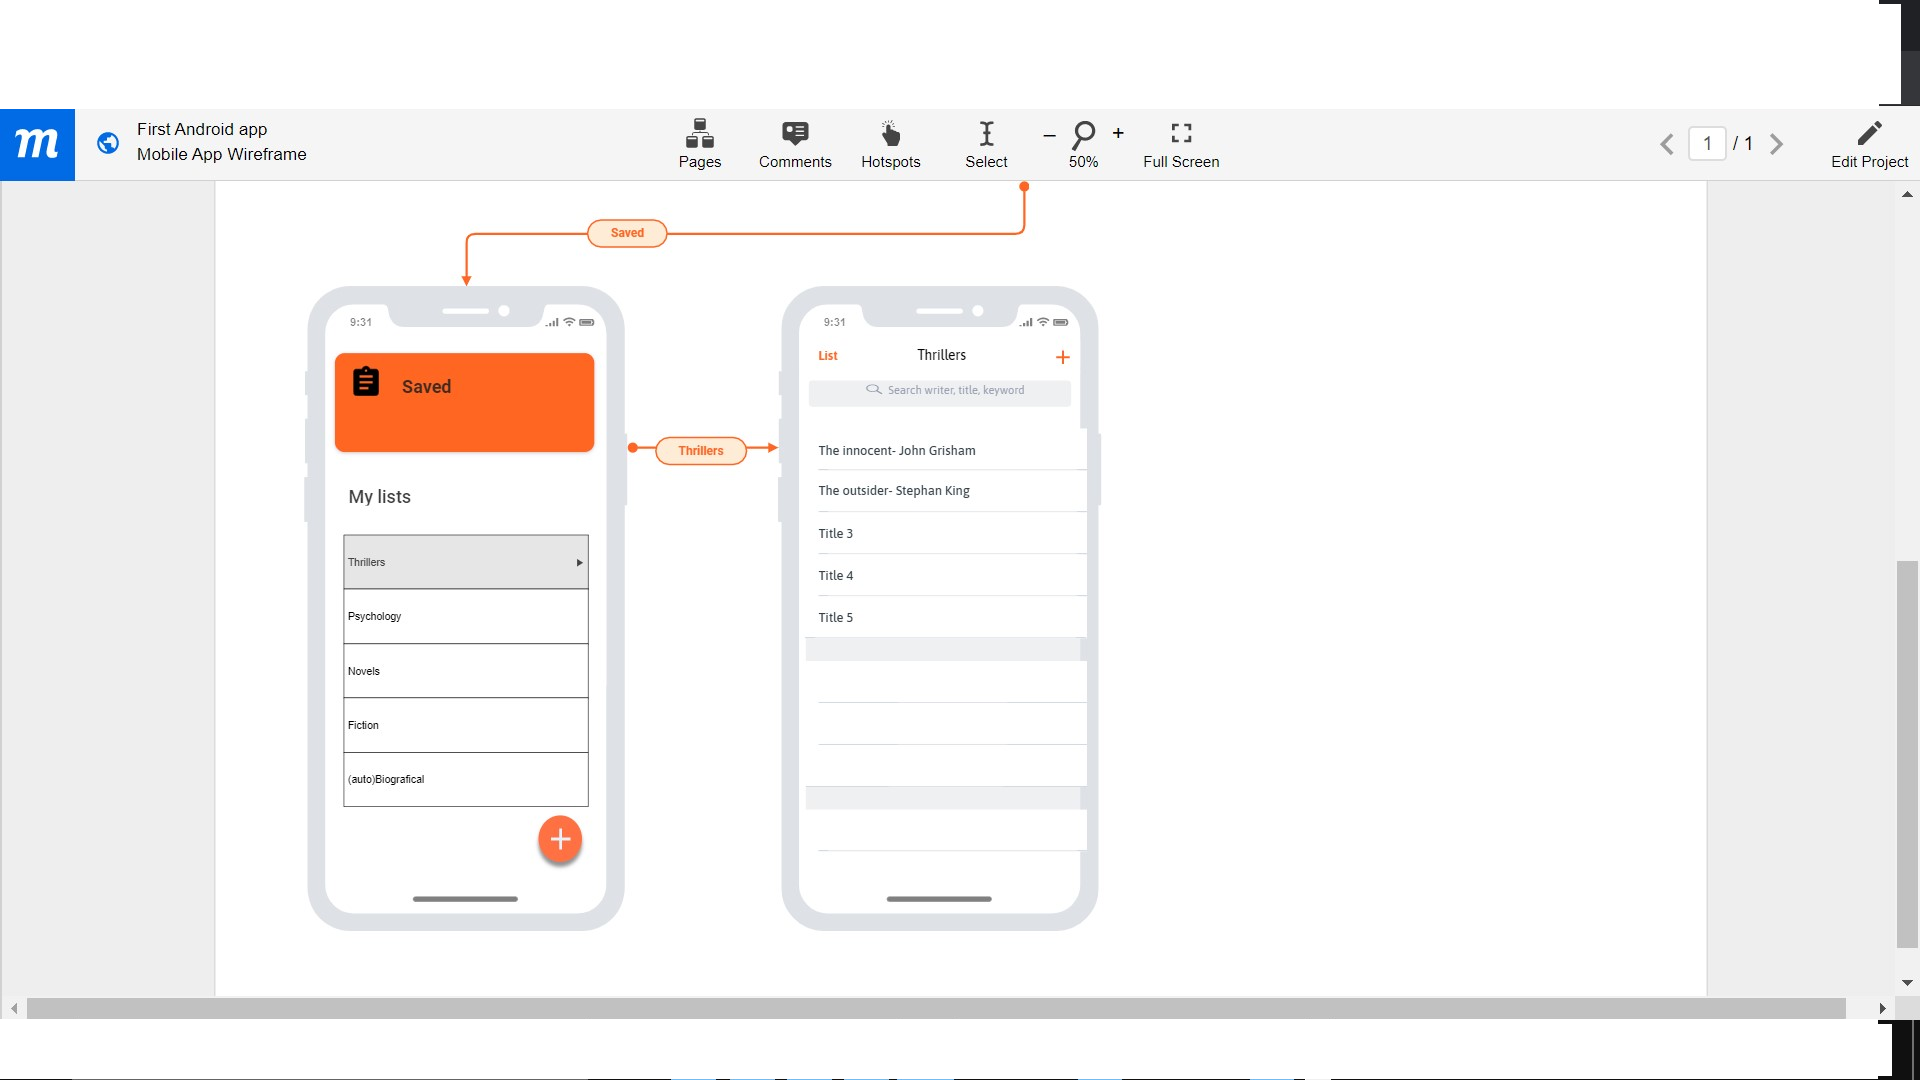 m
First Android app
Mobile App Wireframe
Pages
Comments
Hotspots
Select
− +
50%
Full Screen
1 / 1
Edit Project
Saved
9:31
Saved
My lists
Thrillers
Psychology
Novels
Fiction
(auto)Biografical
+
Thrillers
9:31
List Thrillers +
Search writer, title, keyword
The innocent- John Grisham
The outsider- Stephan King
Title 3
Title 4
Title 5